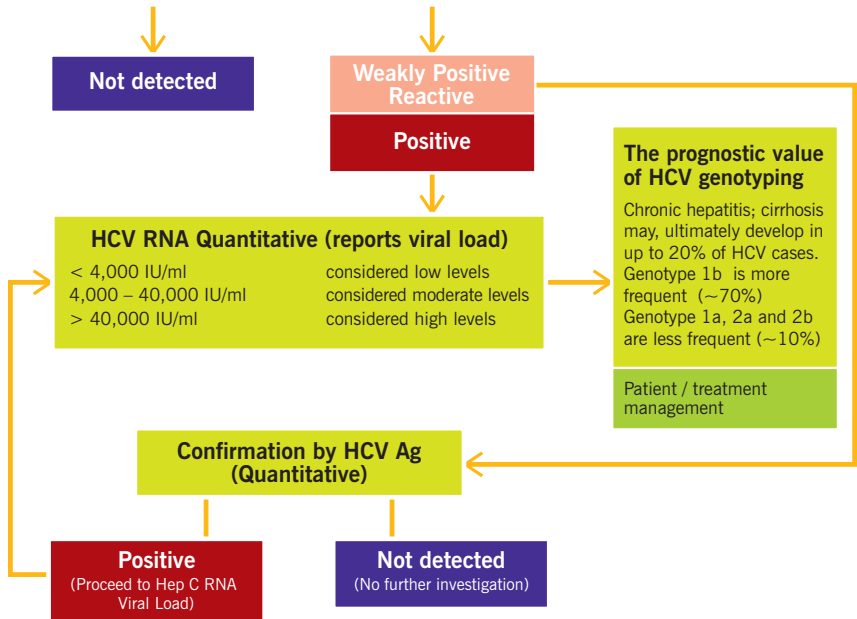 Not detected
Weakly Positive
Reactive
Positive
HCV RNA Quantitative (reports viral load)
< 4,000 IU/ml considered low levels
4,000 – 40,000 IU/ml considered moderate levels
> 40,000 IU/ml considered high levels
The prognostic value
of HCV genotyping
Chronic hepatitis; cirrhosis
may, ultimately develop in
up to 20% of HCV cases.
Genotype 1b is more
frequent (~70%)
Genotype 1a, 2a and 2b
are less frequent (~10%)
Patient / treatment
management
Confirmation by HCV Ag
(Quantitative)
Positive
(Proceed to Hep C RNA
Viral Load)
Not detected
(No further investigation)